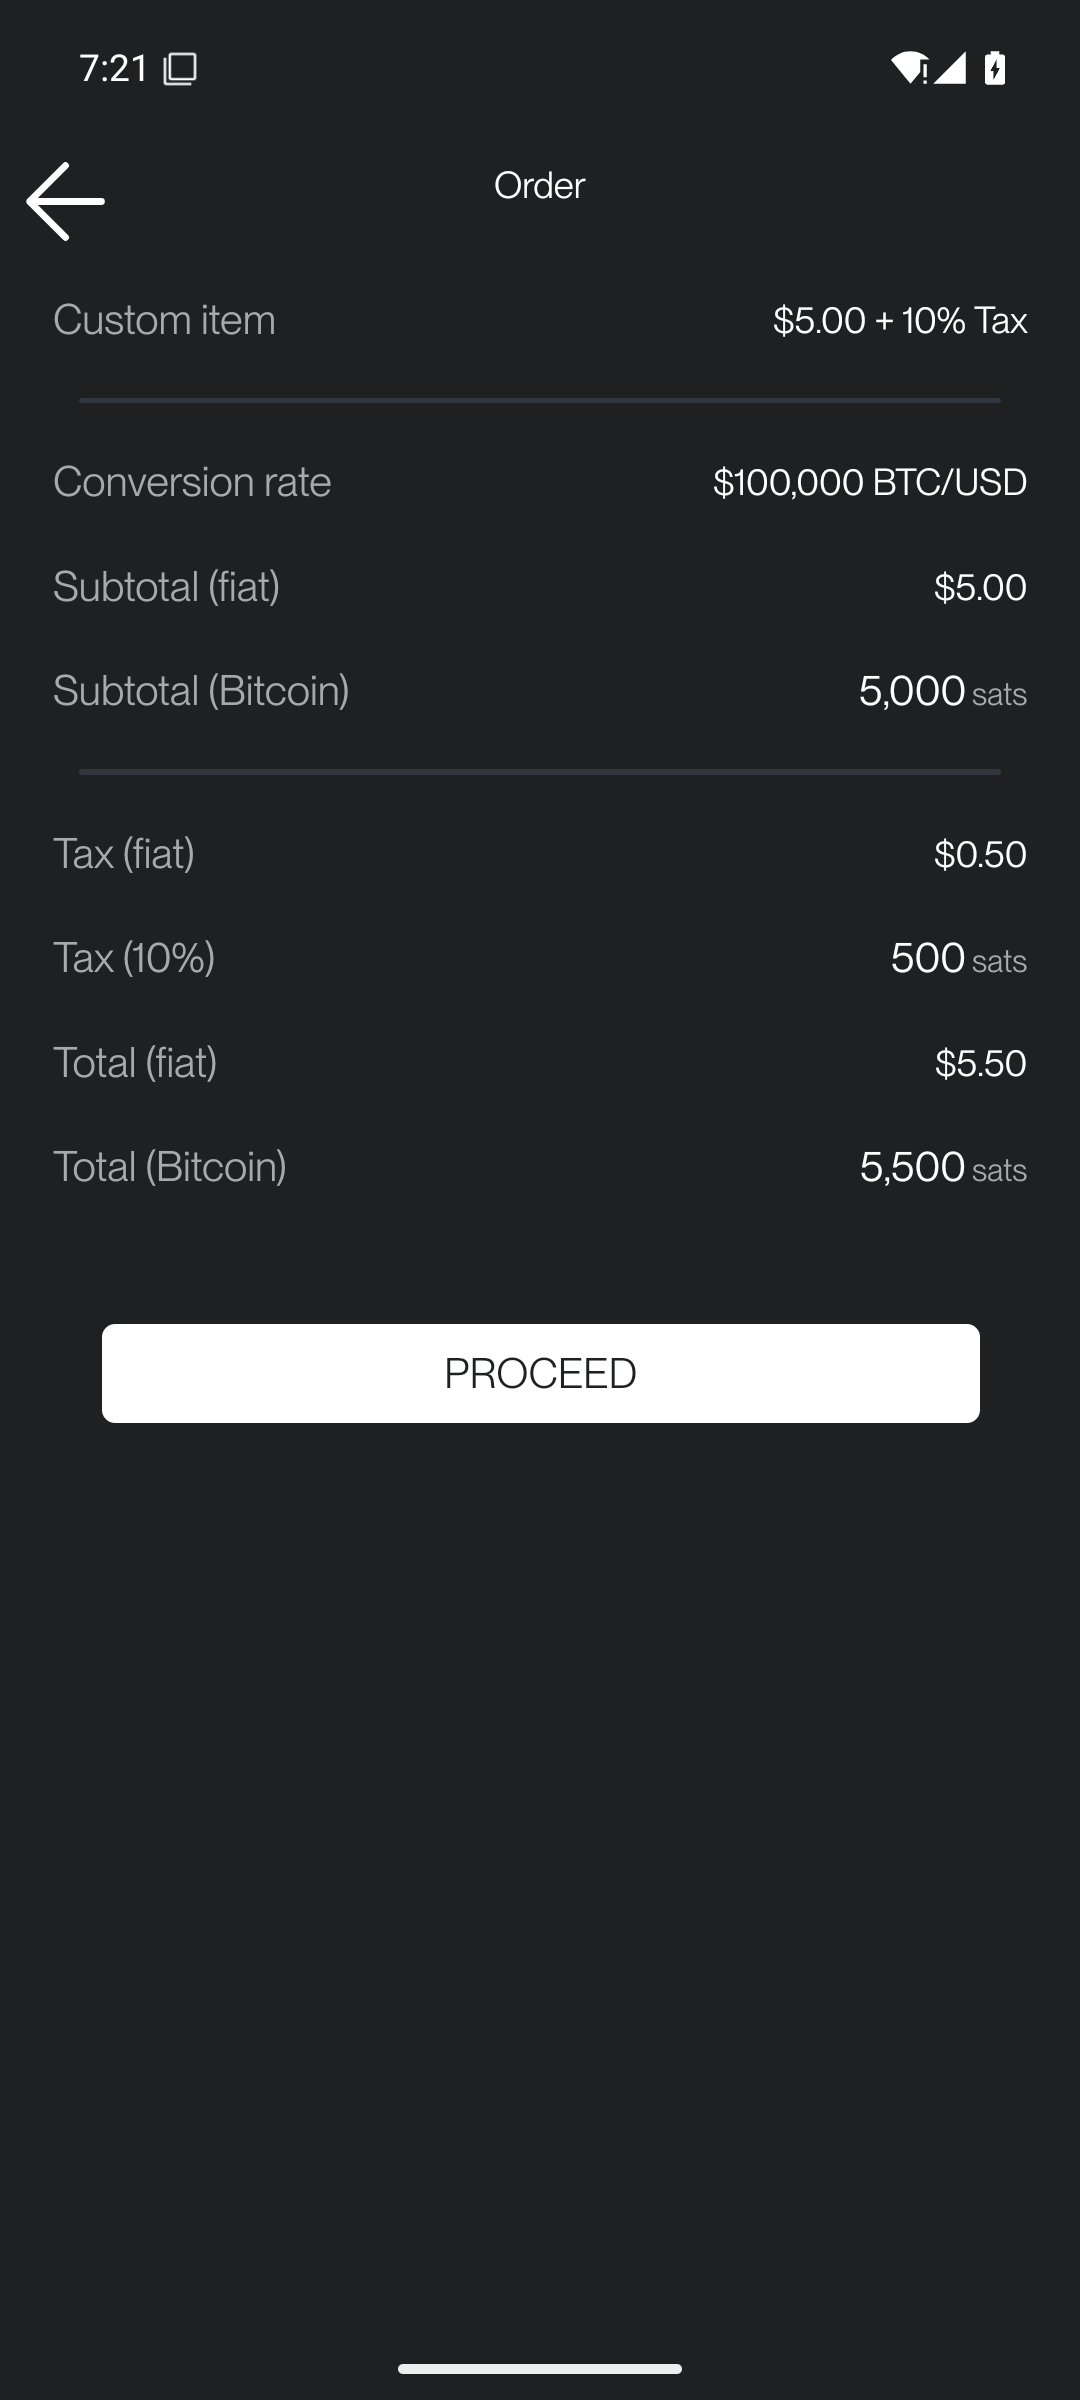 7:21
Order
Custom item $5.00 + 10% Tax
Conversion rate $100,000 BTC/USD
Subtotal (fiat) $5.00
Subtotal (Bitcoin) 5,000 sats
Tax (fiat) $0.50
Tax (10%) 500 sats
Total (fiat) $5.50
Total (Bitcoin) 5,500 sats
PROCEED